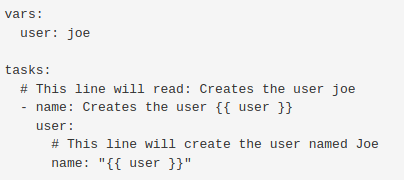 vars:
  user: joe

tasks:
  # This line will read: Creates the user joe
  - name: Creates the user {{ user }}
    user:
      # This line will create the user named Joe
      name: "{{ user }}"